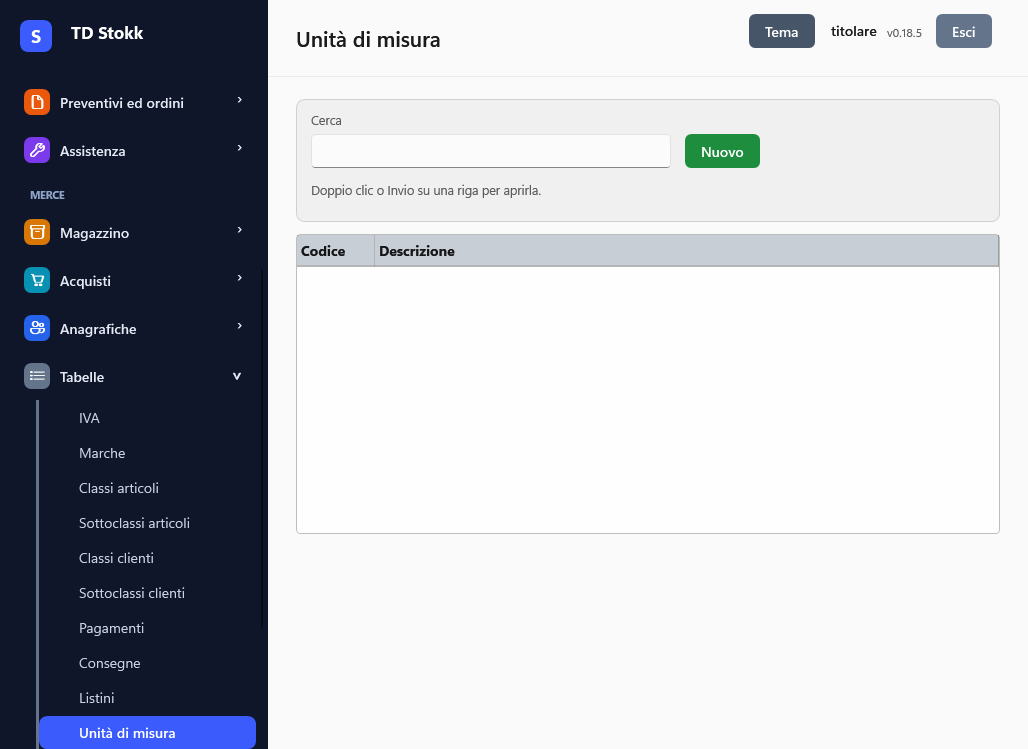 S
TD Stokk
Preventivi ed ordini
Assistenza
MERCE
Magazzino
Acquisti
Anagrafiche
Tabelle
IVA
Marche
Classi articoli
Sottoclassi articoli
Classi clienti
Sottoclassi clienti
Pagamenti
Consegne
Listini
Unità di misura
Unità di misura
Tema
titolare
v0.18.5
Esci
Cerca
Nuovo
Doppio clic o Invio su una riga per aprirla.
Codice
Descrizione